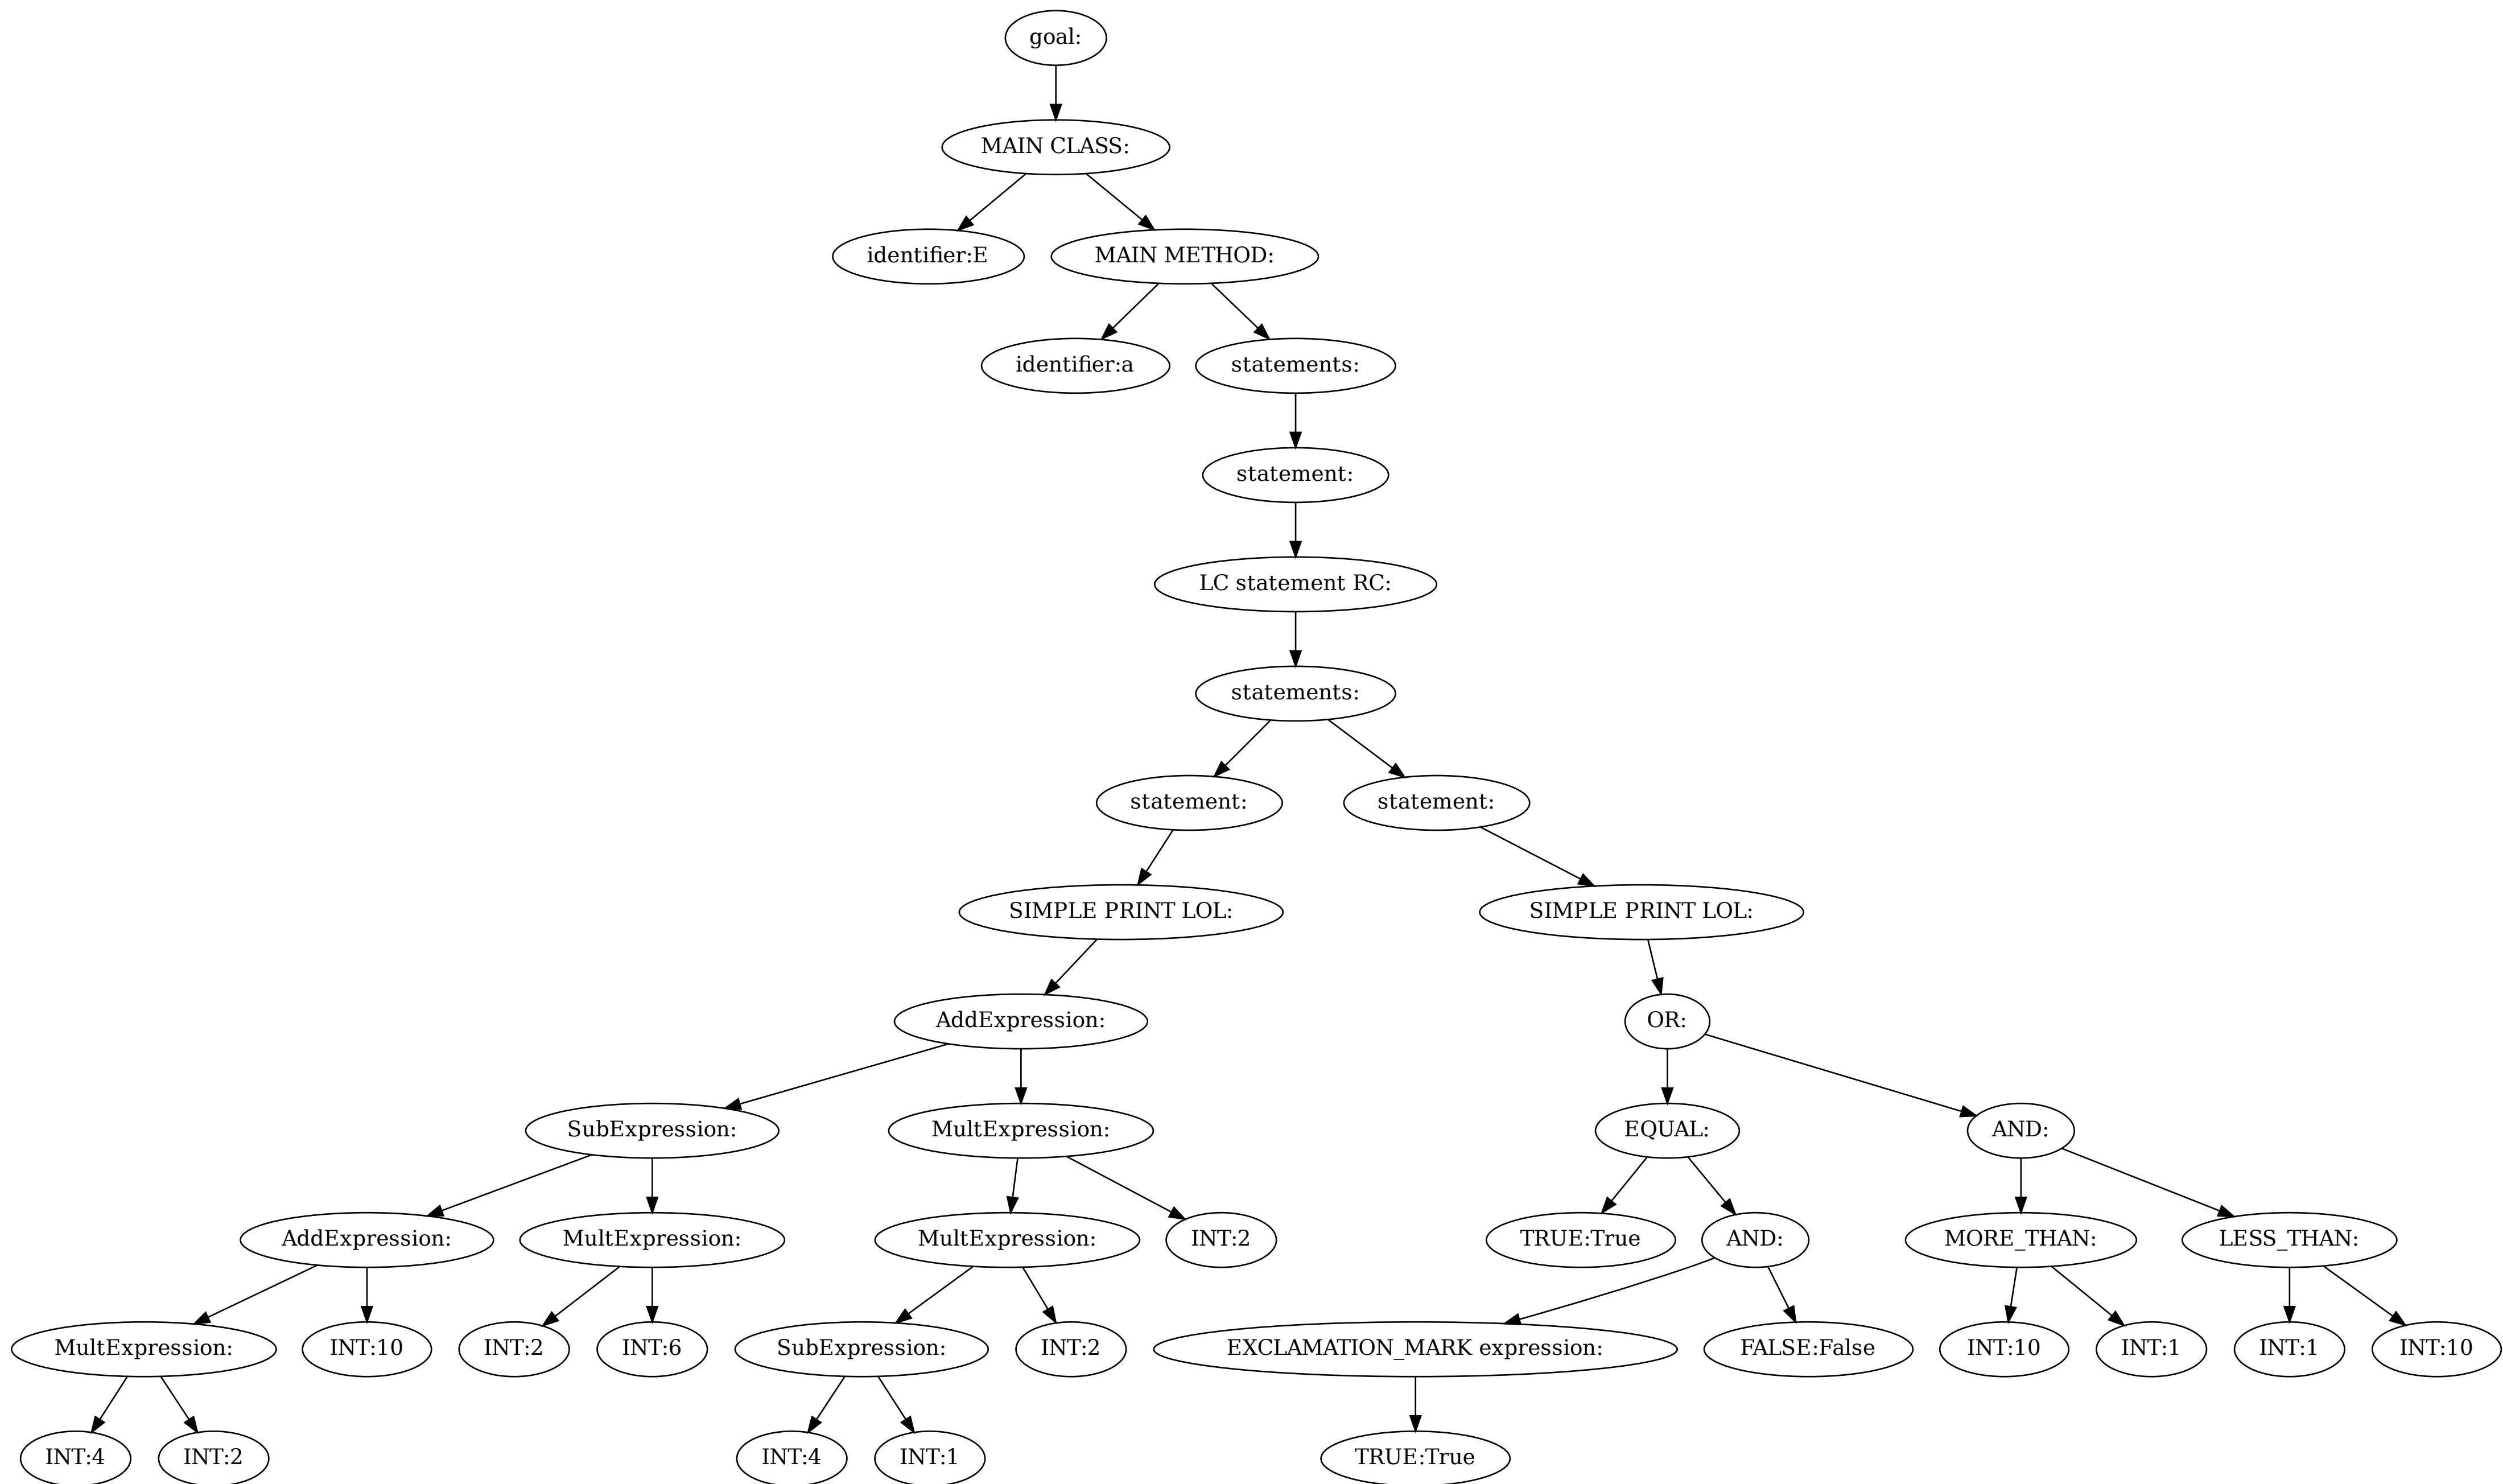 goal:
MAIN CLASS:
identifier:E
MAIN METHOD:
identifier:a
statements:
statement:
LC statement RC:
statements:
statement:
statement:
SIMPLE PRINT LOL:
SIMPLE PRINT LOL:
AddExpression:
OR:
SubExpression:
MultExpression:
EQUAL:
AND:
AddExpression:
MultExpression:
MultExpression:
INT:2
TRUE:True
AND:
MORE_THAN:
LESS_THAN:
MultExpression:
INT:10
INT:2
INT:6
SubExpression:
INT:2
EXCLAMATION_MARK expression:
FALSE:False
INT:10
INT:1
INT:1
INT:10
INT:4
INT:2
INT:4
INT:1
TRUE:True